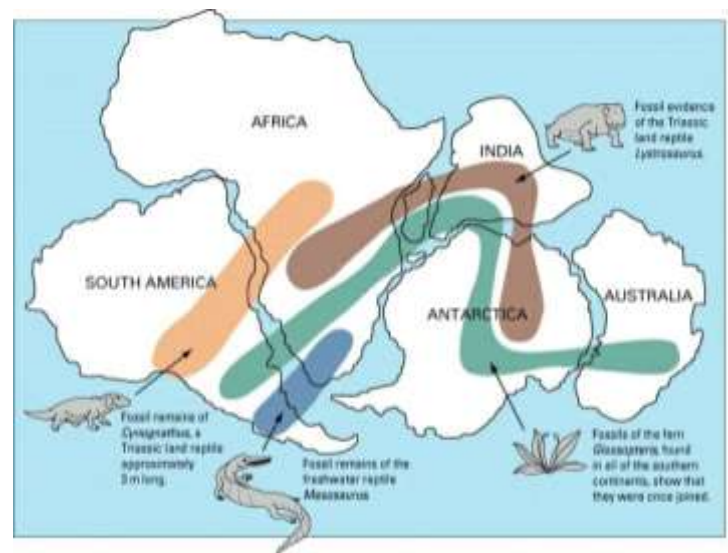 AFRICA
INDIA
SOUTH AMERICA
ANTARCTICA
AUSTRALIA
Fossil evidence
of the Triassic
land reptile
Lystrosaurus.
Fossil remains of
Cynognathus, a
Triassic land reptile
approximately
3 m long.
Fossil remains of the
freshwater reptile
Mesosaurus.
Fossils of the fern
Glossopteris, found
in all of the southern
continents, show that
they were once joined.